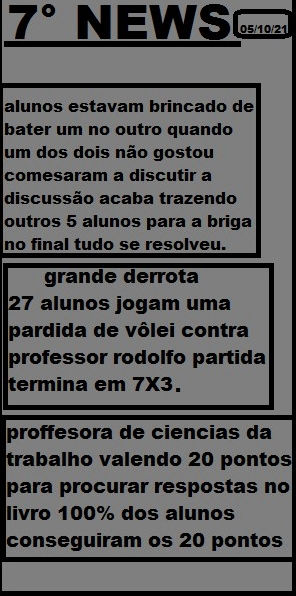 7° NEWS 05/10/21
alunos estavam brincado de
bater um no outro quando
um dos dois não gostou
comesaram a discutir a
discussão acaba trazendo
outros 5 alunos para a briga
no final tudo se resolveu.
grande derrota
27 alunos jogam uma
pardida de vôlei contra
professor rodolfo partida
termina em 7X3.
proffesora de ciencias da
trabalho valendo 20 pontos
para procurar respostas no
livro 100% dos alunos
conseguiram os 20 pontos